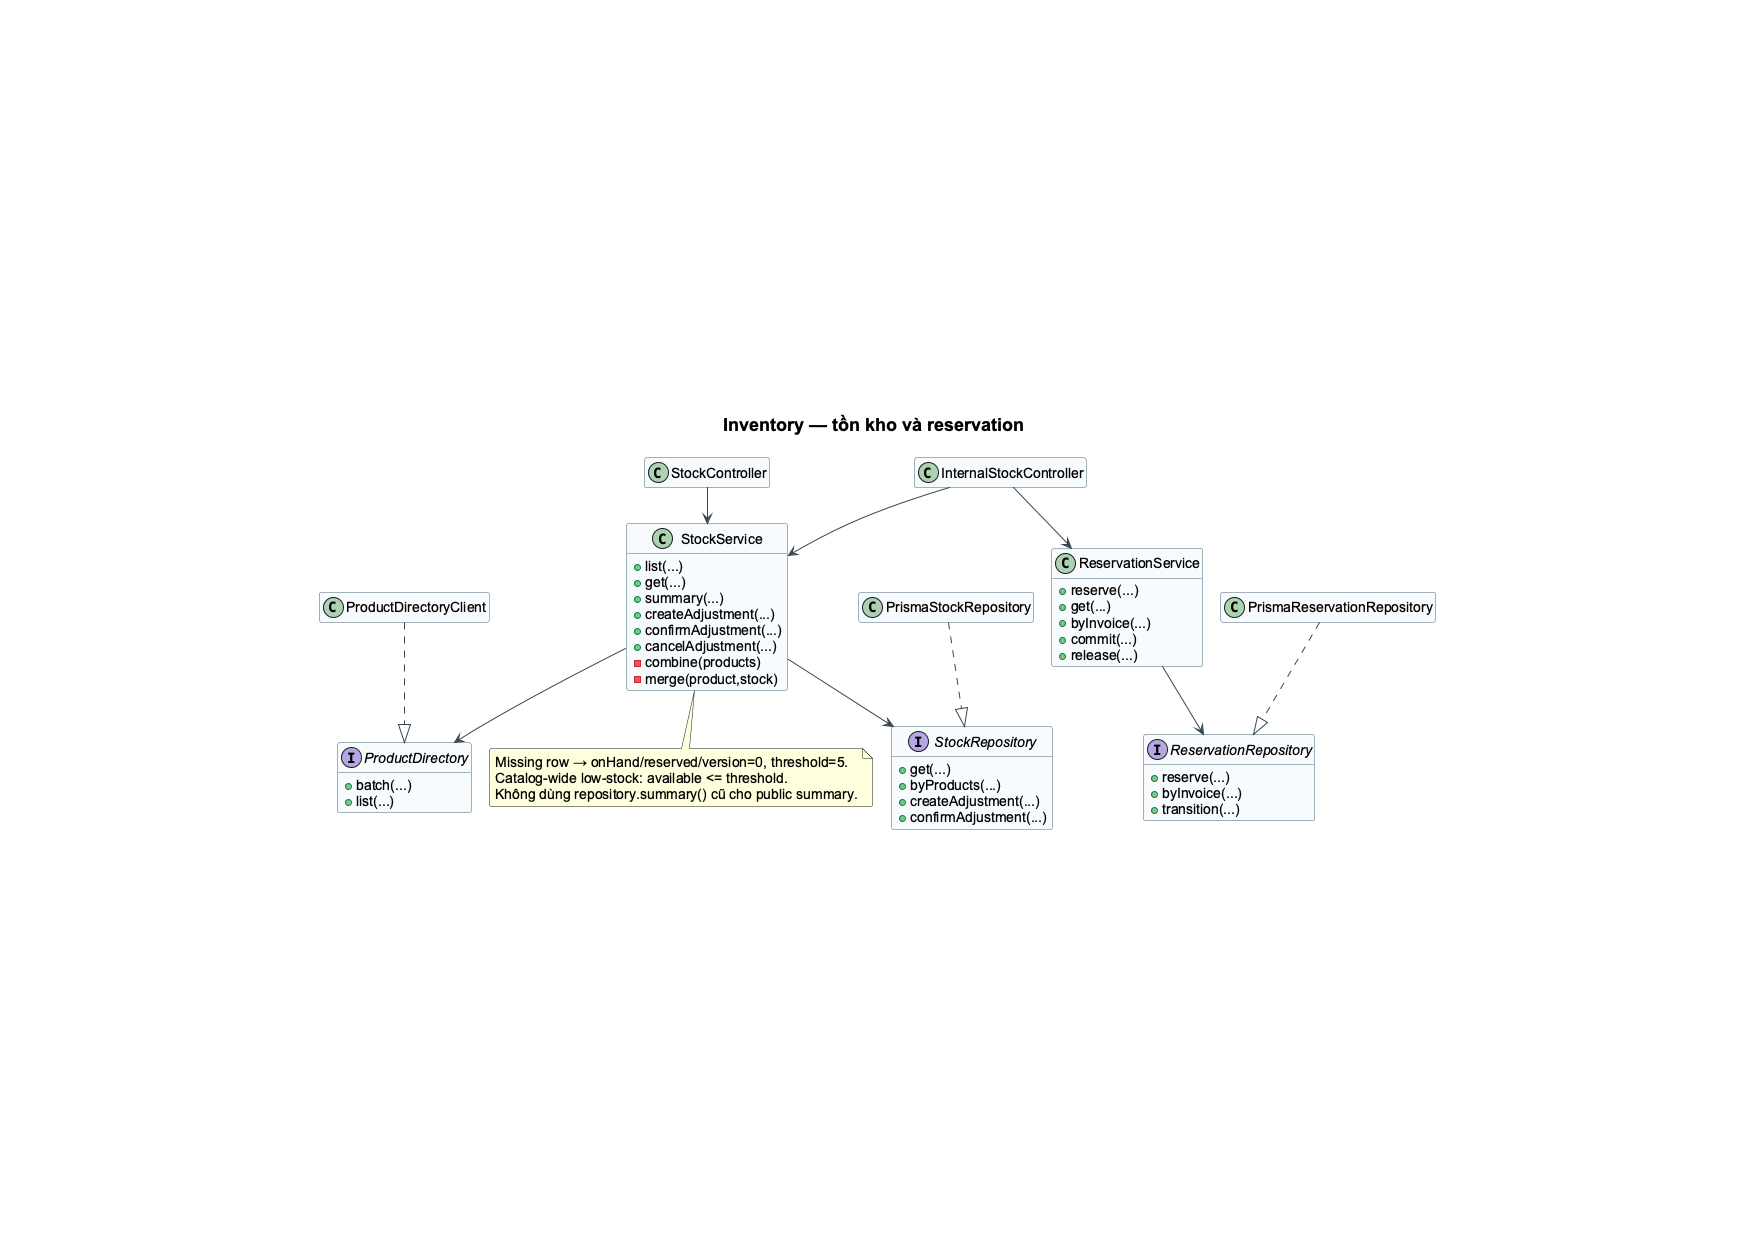 Inventory — tồn kho và reservation
C StockController
C InternalStockController
C StockService
list(...)
get(...)
summary(...)
createAdjustment(...)
confirmAdjustment(...)
cancelAdjustment(...)
combine(products)
merge(product,stock)
C ReservationService
reserve(...)
get(...)
byInvoice(...)
commit(...)
release(...)
C ProductDirectoryClient
C PrismaStockRepository
C PrismaReservationRepository
I ProductDirectory
batch(...)
list(...)
Missing row → onHand/reserved/version=0, threshold=5.
Catalog-wide low-stock: available <= threshold.
Không dùng repository.summary() cũ cho public summary.
I StockRepository
get(...)
byProducts(...)
createAdjustment(...)
confirmAdjustment(...)
I ReservationRepository
reserve(...)
byInvoice(...)
transition(...)